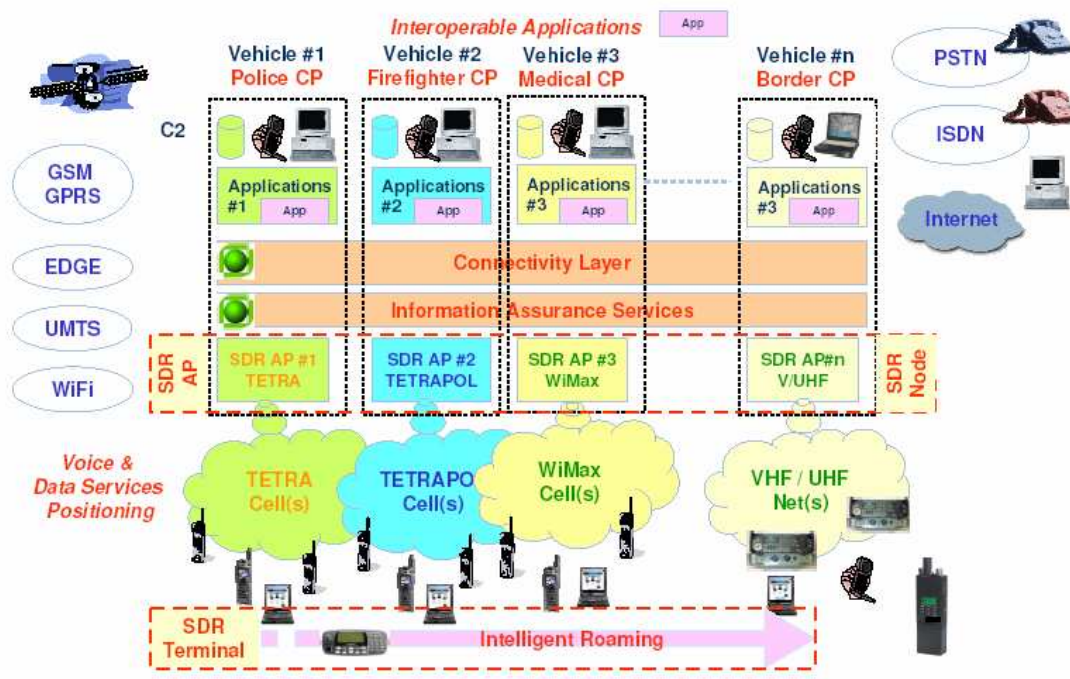 Interoperable Applications
App
Vehicle #1
Police CP
Vehicle #2
Firefighter CP
Vehicle #3
Medical CP
Vehicle #n
Border CP
PSTN
ISDN
Internet
C2
GSM
GPRS
EDGE
UMTS
WiFi
Applications
#1
App
Applications
#2
App
Applications
#3
App
Applications
#3
App
Connectivity Layer
Information Assurance Services
SDR
AP
SDR AP #1
TETRA
SDR AP #2
TETRAPOL
SDR AP #3
WiMax
SDR AP#n
V/UHF
SDR
Node
Voice &
Data Services
Positioning
TETRA
Cell(s)
TETRAPO
Cell(s)
WiMax
Cell(s)
VHF / UHF
Net(s)
SDR
Terminal
Intelligent Roaming